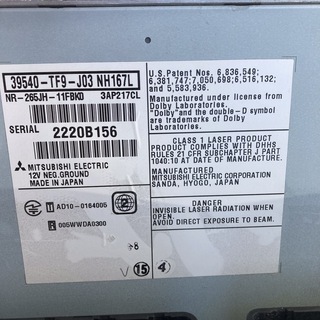 39540-TF9-J03 NH167L
NR-265JH-11FBKD 3AP217CL
SERIAL 2220B156
MITSUBISHI ELECTRIC
12V NEG.GROUND
MADE IN JAPAN
AD10-0184005
005WWDA0300
V 15 4
U.S.Patent Nos. 6,836,549;
6,381,747; 7,050,698; 6,516,132;
and 5,583,936.
Manufactured under license from
Dolby Laboratories.
"Dolby" and the double-D symbol
are trademarks of Dolby
Laboratories.
CLASS 1 LASER PRODUCT
PRODUCT COMPLIES WITH DHHS
RULES 21 CFR SUBCHAPTER J PART
1040:10 AT DATE OF MANUFACTURE.
MANUFACTURED
MITSUBISHI ELECTRIC CORPORATION
SANDA, HYOGO, JAPAN
DANGER
INVISIBLE LASER RADIATION WHEN
OPEN.
AVOID DIRECT EXPOSURE TO BEAM.